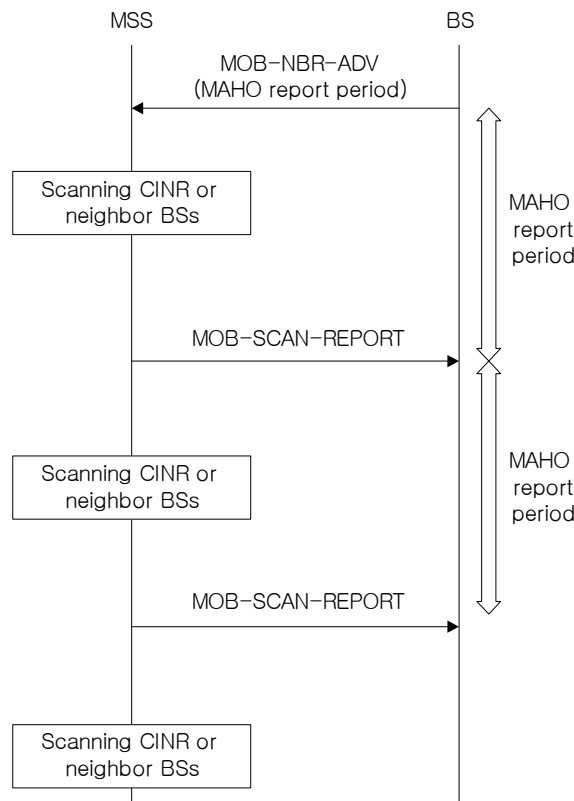 MSS
BS
MOB-NBR-ADV
(MAHO report period)
Scanning CINR or
neighbor BSs
MAHO
report
period
MOB-SCAN-REPORT
Scanning CINR or
neighbor BSs
MAHO
report
period
MOB-SCAN-REPORT
Scanning CINR or
neighbor BSs